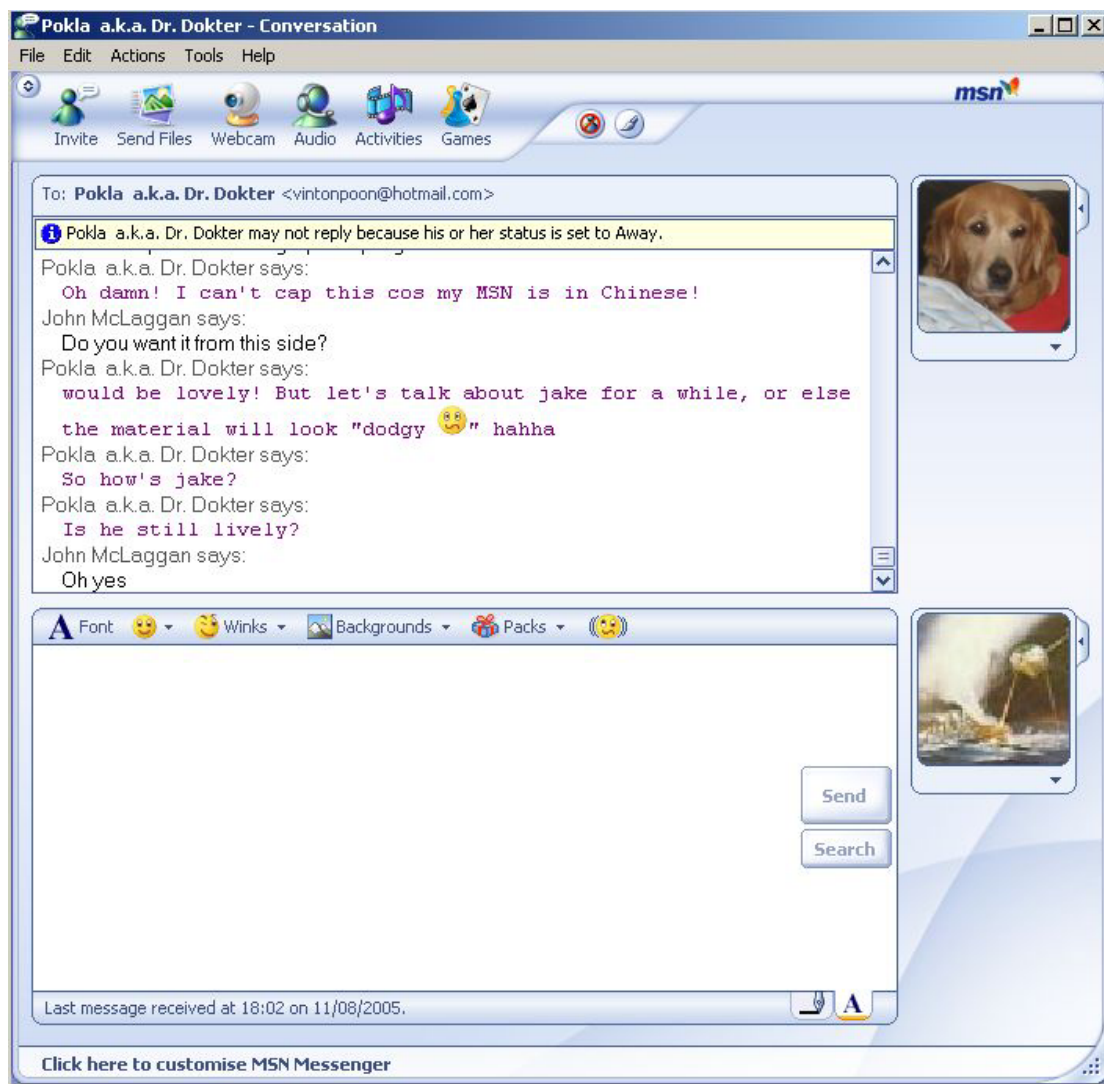 Pokla a.k.a. Dr. Dokter - Conversation
File Edit Actions Tools Help
msn
Invite Send Files Webcam Audio Activities Games
To: Pokla a.k.a. Dr. Dokter <vintonpoon@hotmail.com>
Pokla a.k.a. Dr. Dokter may not reply because his or her status is set to Away.
Pokla a.k.a. Dr. Dokter says:
Oh damn! I can't cap this cos my MSN is in Chinese!
John McLaggan says:
Do you want it from this side?
Pokla a.k.a. Dr. Dokter says:
would be lovely! But let's talk about jake for a while, or else
the material will look "dodgy " hahha
Pokla a.k.a. Dr. Dokter says:
So how's jake?
Pokla a.k.a. Dr. Dokter says:
Is he still lively?
John McLaggan says:
Oh yes
A Font Winks Backgrounds Packs
Send
Search
Last message received at 18:02 on 11/08/2005.
A
Click here to customise MSN Messenger